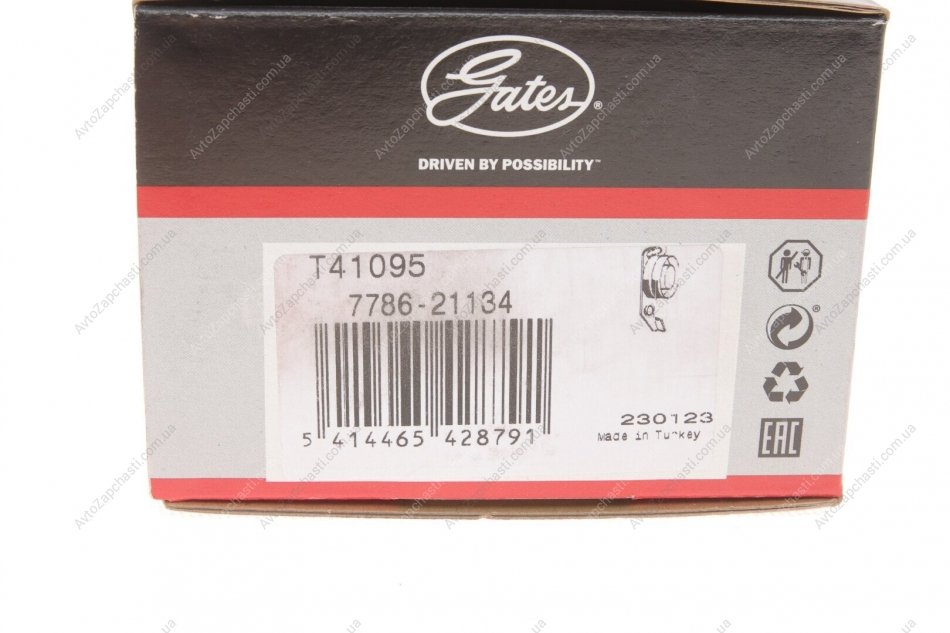 Gates®
DRIVEN BY POSSIBILITY™
T41095
7786-21134
5 414465 428791
230123
Made in Turkey
®
EAC
AvtoZapchasti.com.ua